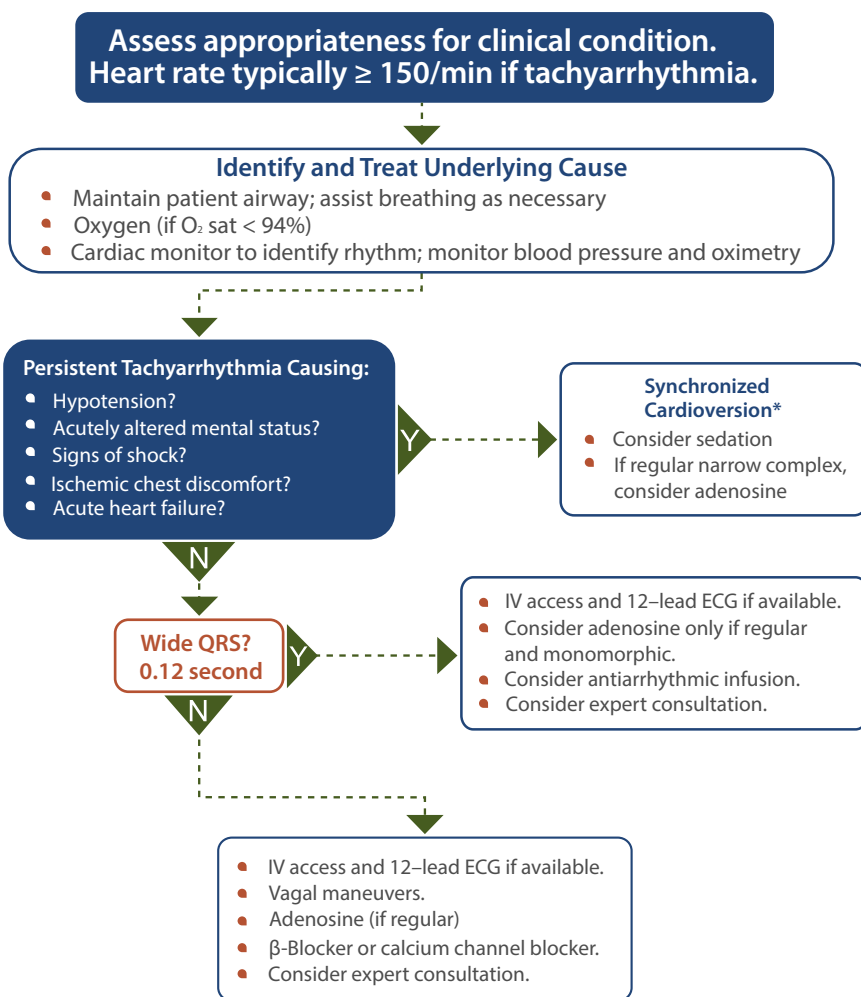 Assess appropriateness for clinical condition.
Heart rate typically ≥ 150/min if tachyarrhythmia.
Identify and Treat Underlying Cause
Maintain patient airway; assist breathing as necessary
Oxygen (if O₂ sat < 94%)
Cardiac monitor to identify rhythm; monitor blood pressure and oximetry
Persistent Tachyarrhythmia Causing:
Hypotension?
Acutely altered mental status?
Signs of shock?
Ischemic chest discomfort?
Acute heart failure?
Y
Synchronized
Cardioversion*
Consider sedation
If regular narrow complex,
consider adenosine
N
Wide QRS?
0.12 second
Y
IV access and 12–lead ECG if available.
Consider adenosine only if regular
and monomorphic.
Consider antiarrhythmic infusion.
Consider expert consultation.
N
IV access and 12–lead ECG if available.
Vagal maneuvers.
Adenosine (if regular)
β-Blocker or calcium channel blocker.
Consider expert consultation.